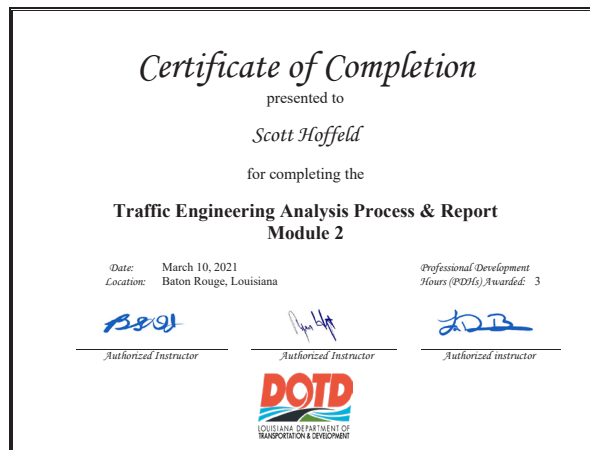 Certificate of Completion
presented to
Scott Hoffeld
for completing the
Traffic Engineering Analysis Process & Report
Module 2
Date: March 10, 2021
Location: Baton Rouge, Louisiana
Professional Development
Hours (PDHs) Awarded: 3
Authorized Instructor
Authorized Instructor
Authorized instructor
DOTD
LOUISIANA DEPARTMENT OF
TRANSPORTATION & DEVELOPMENT